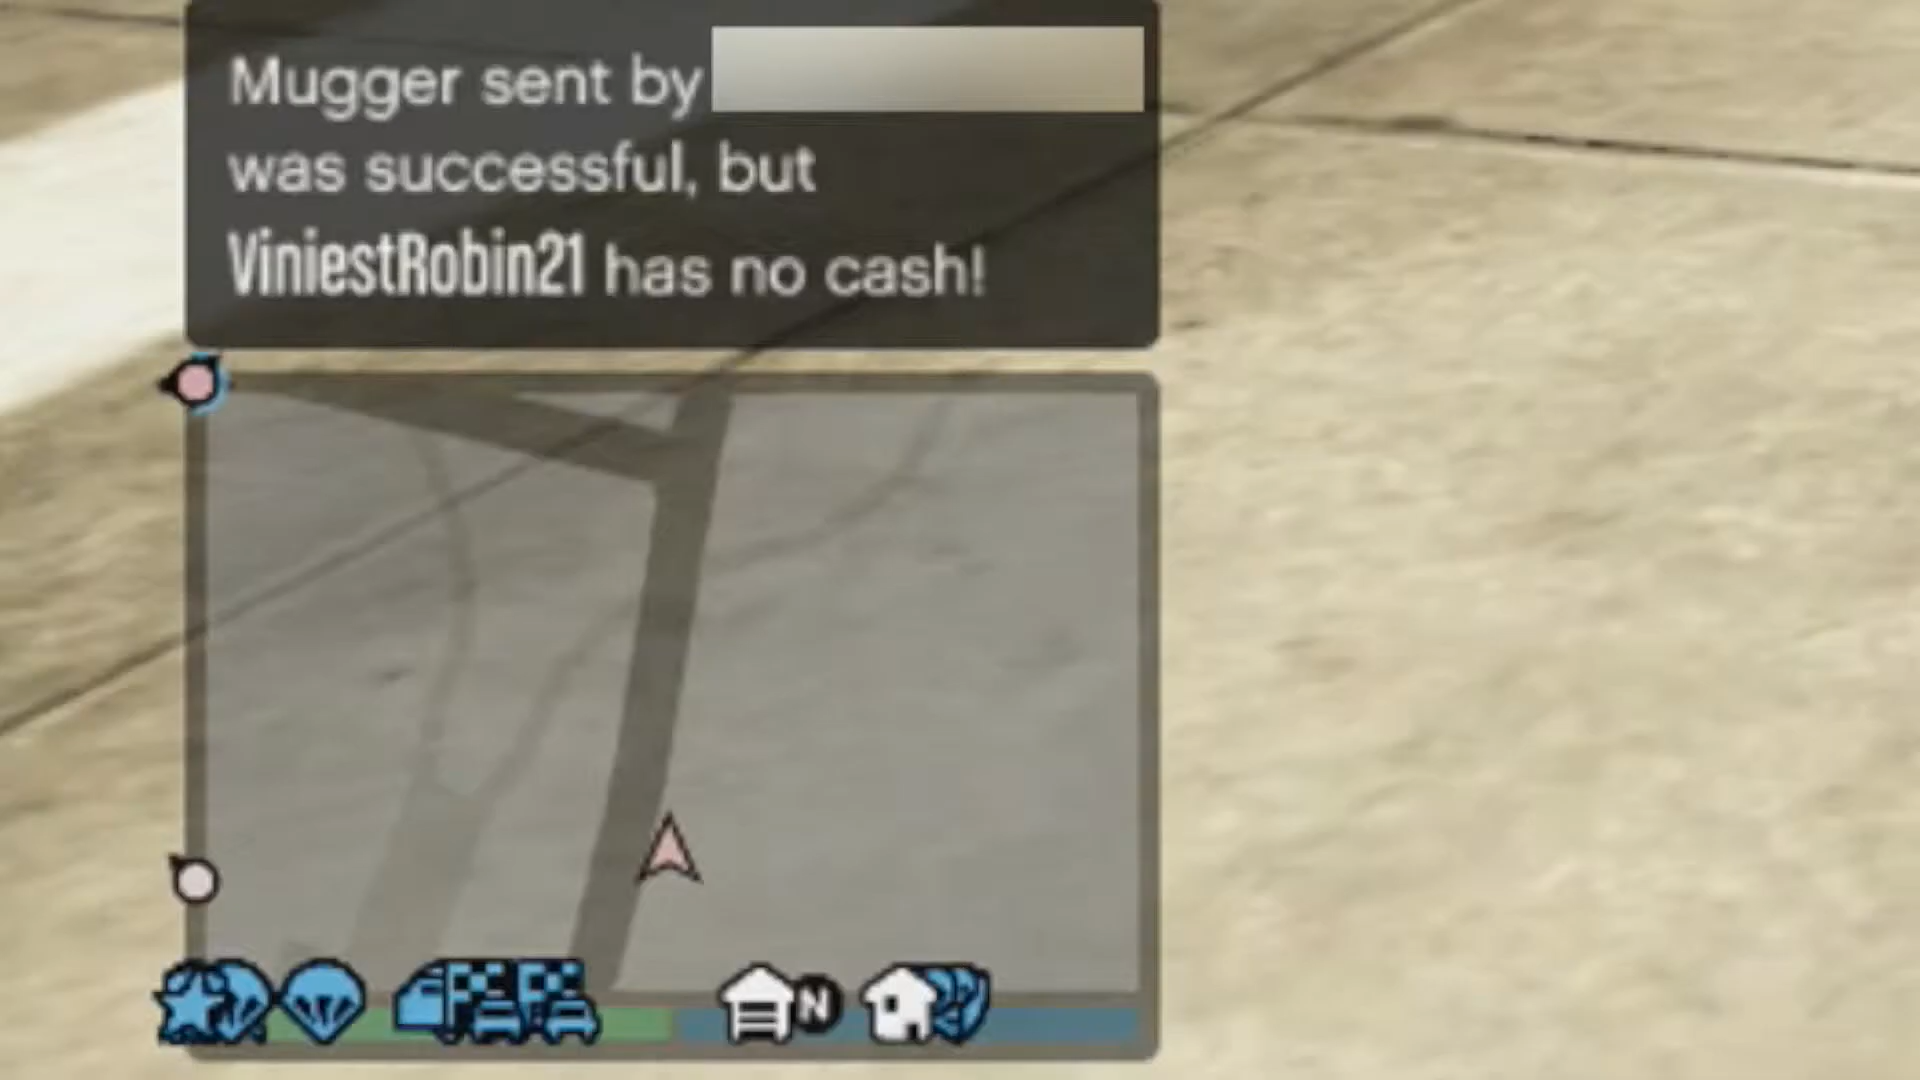 Mugger sent by
was successful, but
ViniestRobin21 has no cash!
N